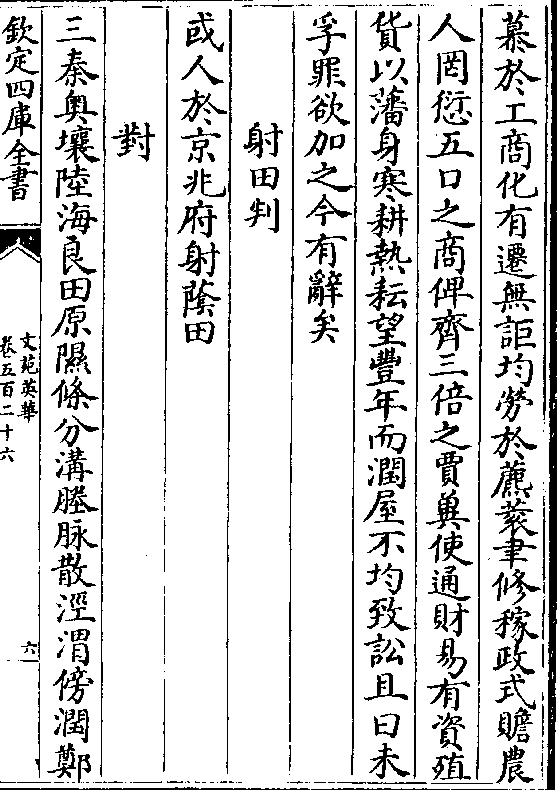 慕於工商化有遷無詎均勞於藨蔉聿修稼政式贍農
人罔愆五口之商俾齊三倍之賈兾使通財易有資殖
貨以藩身寒耕熱耘望豐年而潤屋不均致訟且曰未
孚罪欲加之今有辭矣
射田判
或人於京兆府射䕃田
對
三秦奧壤陸海良田原隰條分溝塍脉散涇渭傍潤鄭
欽定四庫全書
文苑英華
卷五百二十六
六